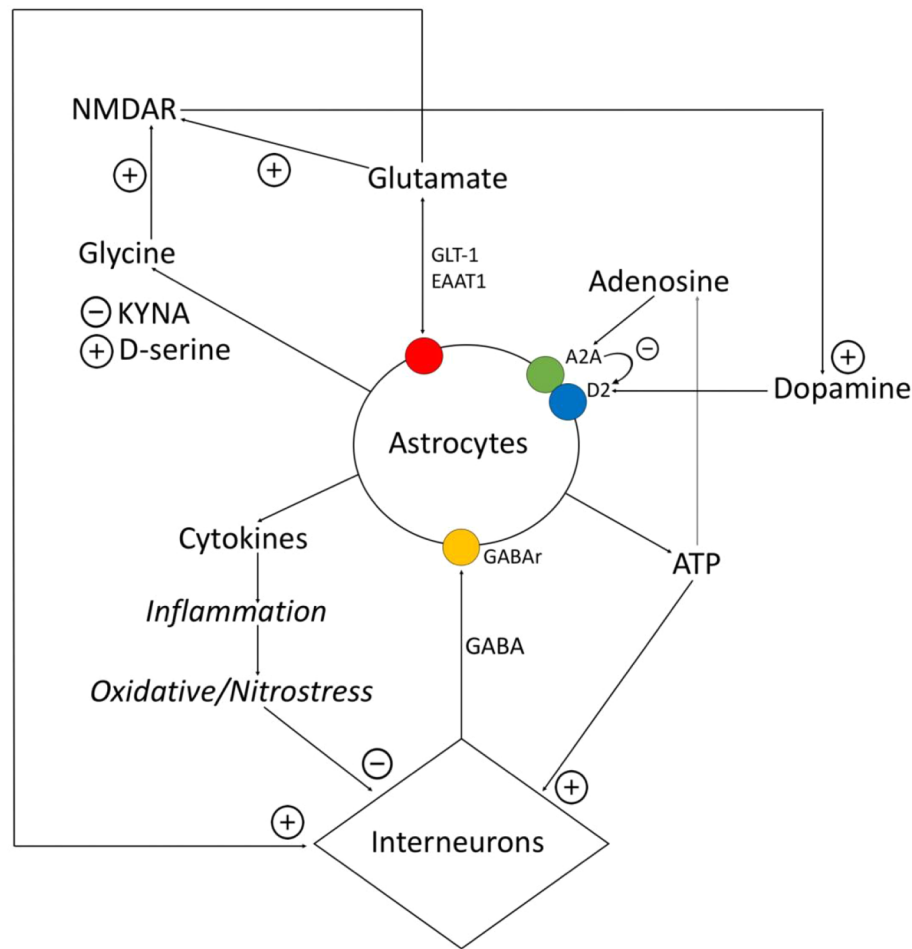 NMDAR
+
+
Glutamate
Glycine
GLT-1
EAAT1
Adenosine
− KYNA
+ D-serine
A2A
−
+
D2
Dopamine
Astrocytes
Cytokines
GABAr
ATP
Inflammation
GABA
Oxidative/Nitrostress
−
+
+
Interneurons